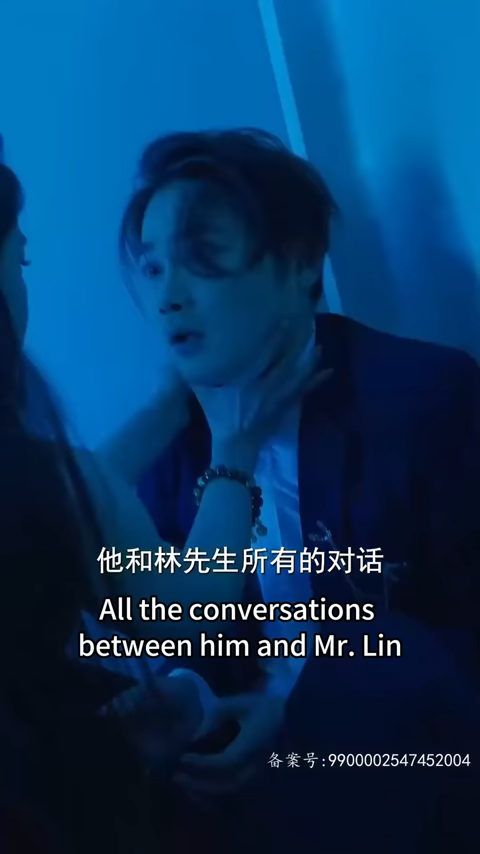 他和林先生所有的对话
All the conversations
between him and Mr. Lin
备案号:9900002547452004